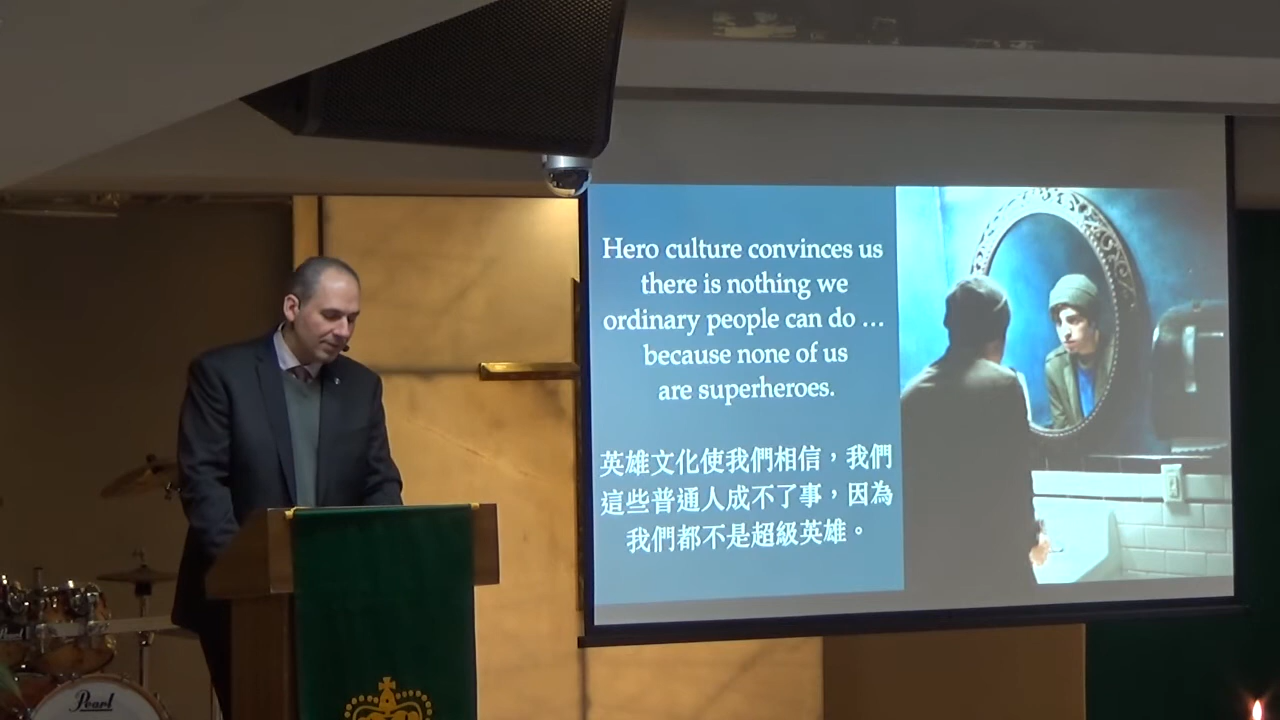 Hero culture convinces us
there is nothing we
ordinary people can do ...
because none of us
are superheroes.
英雄文化使我們相信，我們
這些普通人成不了事，因為
我們都不是超級英雄。
Pearl
Pearl